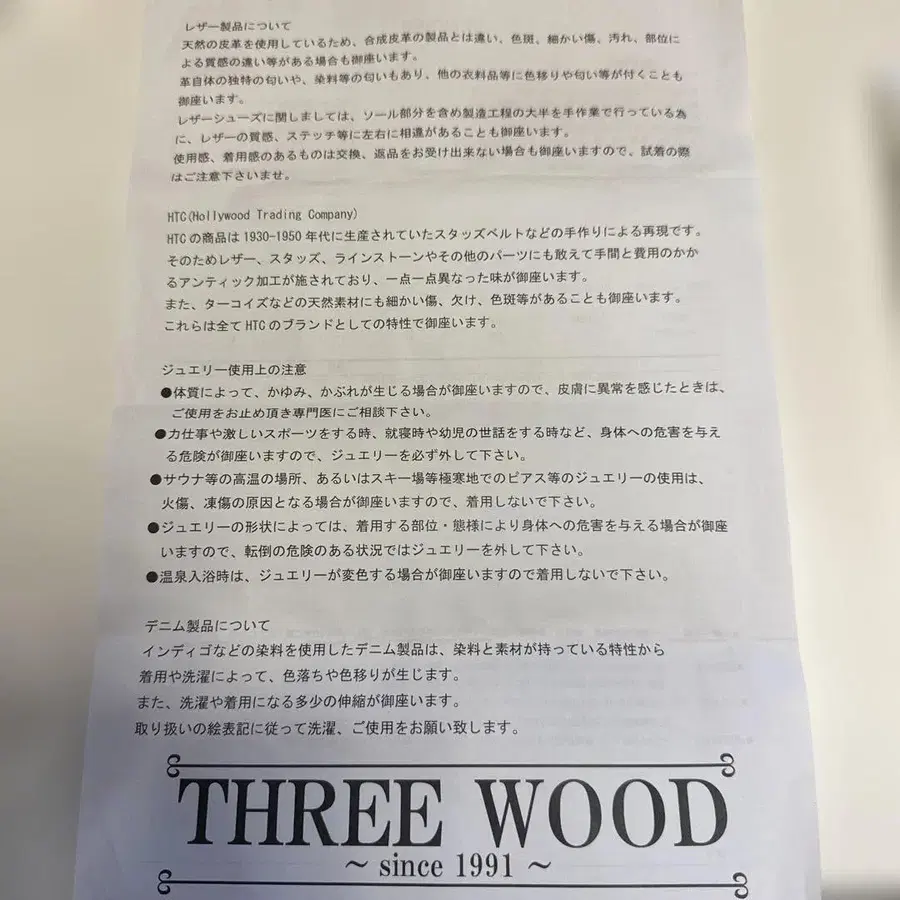 レザー製品について
天然の皮革を使用しているため、合成皮革の製品とは違い、色斑、細かい傷、汚れ、部位に
よる質感の違い等がある場合も御座います。
革自体の独特の匂いや、染料等の匂いもあり、他の衣料品等に色移りや匂い等が付くことも
御座います。
レザーシューズに関しましては、ソール部分を含め製造工程の大半を手作業で行っている為
に、レザーの質感、ステッチ等に左右に相違があることも御座います。
使用感、着用感のあるものは交換、返品をお受け出来ない場合も御座いますので、試着の際
はご注意下さいませ。
HTC(Hollywood Trading Company)
HTCの商品は1930-1950年代に生産されていたスタッズベルトなどの手作りによる再現です。
そのためレザー、スタッズ、ラインストーンやその他のパーツにも敢えて手間と費用のかか
るアンティック加工が施されており、一点一点異なった味が御座います。
また、ターコイズなどの天然素材にも細かい傷、欠け、色斑等があることも御座います。
これらは全てHTCのブランドとしての特性で御座います。
ジュエリー使用上の注意
●体質によって、かゆみ、かぶれが生じる場合が御座いますので、皮膚に異常を感じたときは、
ご使用をお止め頂き専門医にご相談下さい。
●力仕事や激しいスポーツをする時、就寝時や幼児の世話をする時など、身体への危害を与え
る危険が御座いますので、ジュエリーを必ず外して下さい。
●サウナ等の高温の場所、あるいはスキー場等極寒地でのピアス等のジュエリーの使用は、
火傷、凍傷の原因となる場合が御座いますので、着用しないで下さい。
●ジュエリーの形状によっては、着用する部位・態様により身体への危害を与える場合が御座
いますので、転倒の危険のある状況ではジュエリーを外して下さい。
●温泉入浴時は、ジュエリーが変色する場合が御座いますので着用しないで下さい。
デニム製品について
インディゴなどの染料を使用したデニム製品は、染料と素材が持っている特性から
着用や洗濯によって、色落ちや色移りが生じます。
また、洗濯や着用になる多少の伸縮が御座います。
取り扱いの絵表記に従って洗濯、ご使用をお願い致します。
THREE WOOD
～ since 1991 ～